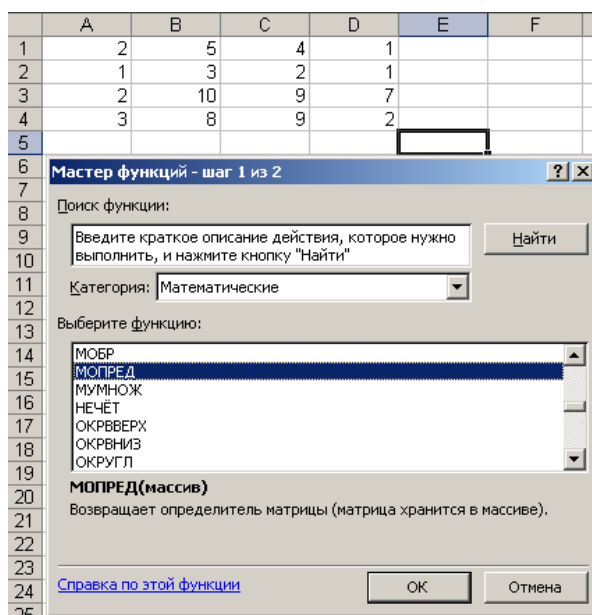 A B C D E F
1 2 5 4 1
2 1 3 2 1
3 2 10 9 7
4 3 8 9 2
5
6 Мастер функций - шаг 1 из 2
7
8 Поиск функции:
9 Введите краткое описание действия, которое нужно Найти
10 выполнить, и нажмите кнопку "Найти"
11 Категория: Математические
12
13 Выберите функцию:
14 МОБР
15 МОПРЕД
МУМНОЖ
16 НЕЧЁТ
17 ОКРВВЕРХ
18 ОКРВНИЗ
ОКРУГЛ
19
20 МОПРЕД(массив)
21 Возвращает определитель матрицы (матрица хранится в массиве).
22
23
24 Справка по этой функции ОК Отмена
25